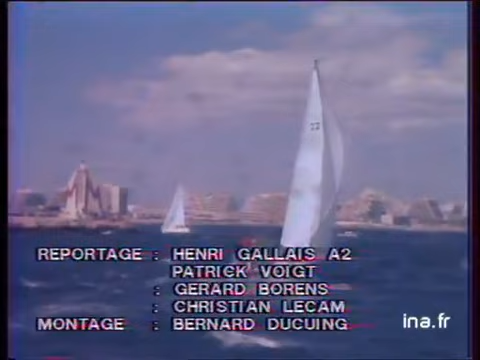 REPORTAGE : HENRI GALLAIS A2
PATRICK VOIGT
: GERARD BORENS
: CHRISTIAN LECAM
MONTAGE : BERNARD DUCUING
ina.fr